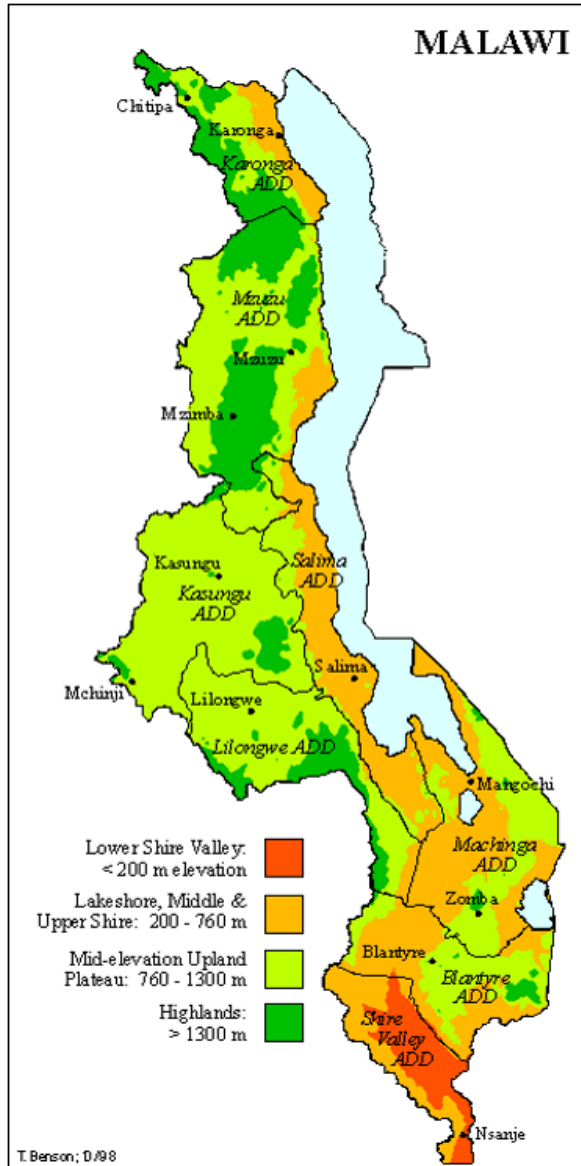 MALAWI
Chitipa
Karonga
Karonga
ADD
Mzuzu
ADD
Mzuzu
Mzimba
Salima
ADD
Kasungu
Kasungu
ADD
Salima
Mchinji
Lilongwe
Lilongwe ADD
Mangochi
Machinga
ADD
Zomba
Blantyre
Blantyre
ADD
Shire
Valley
ADD
Nsanje
Lower Shire Valley:
< 200 m elevation
Lakeshore, Middle &
Upper Shire: 200 - 760 m
Mid-elevation Upland
Plateau: 760 - 1300 m
Highlands:
> 1300 m